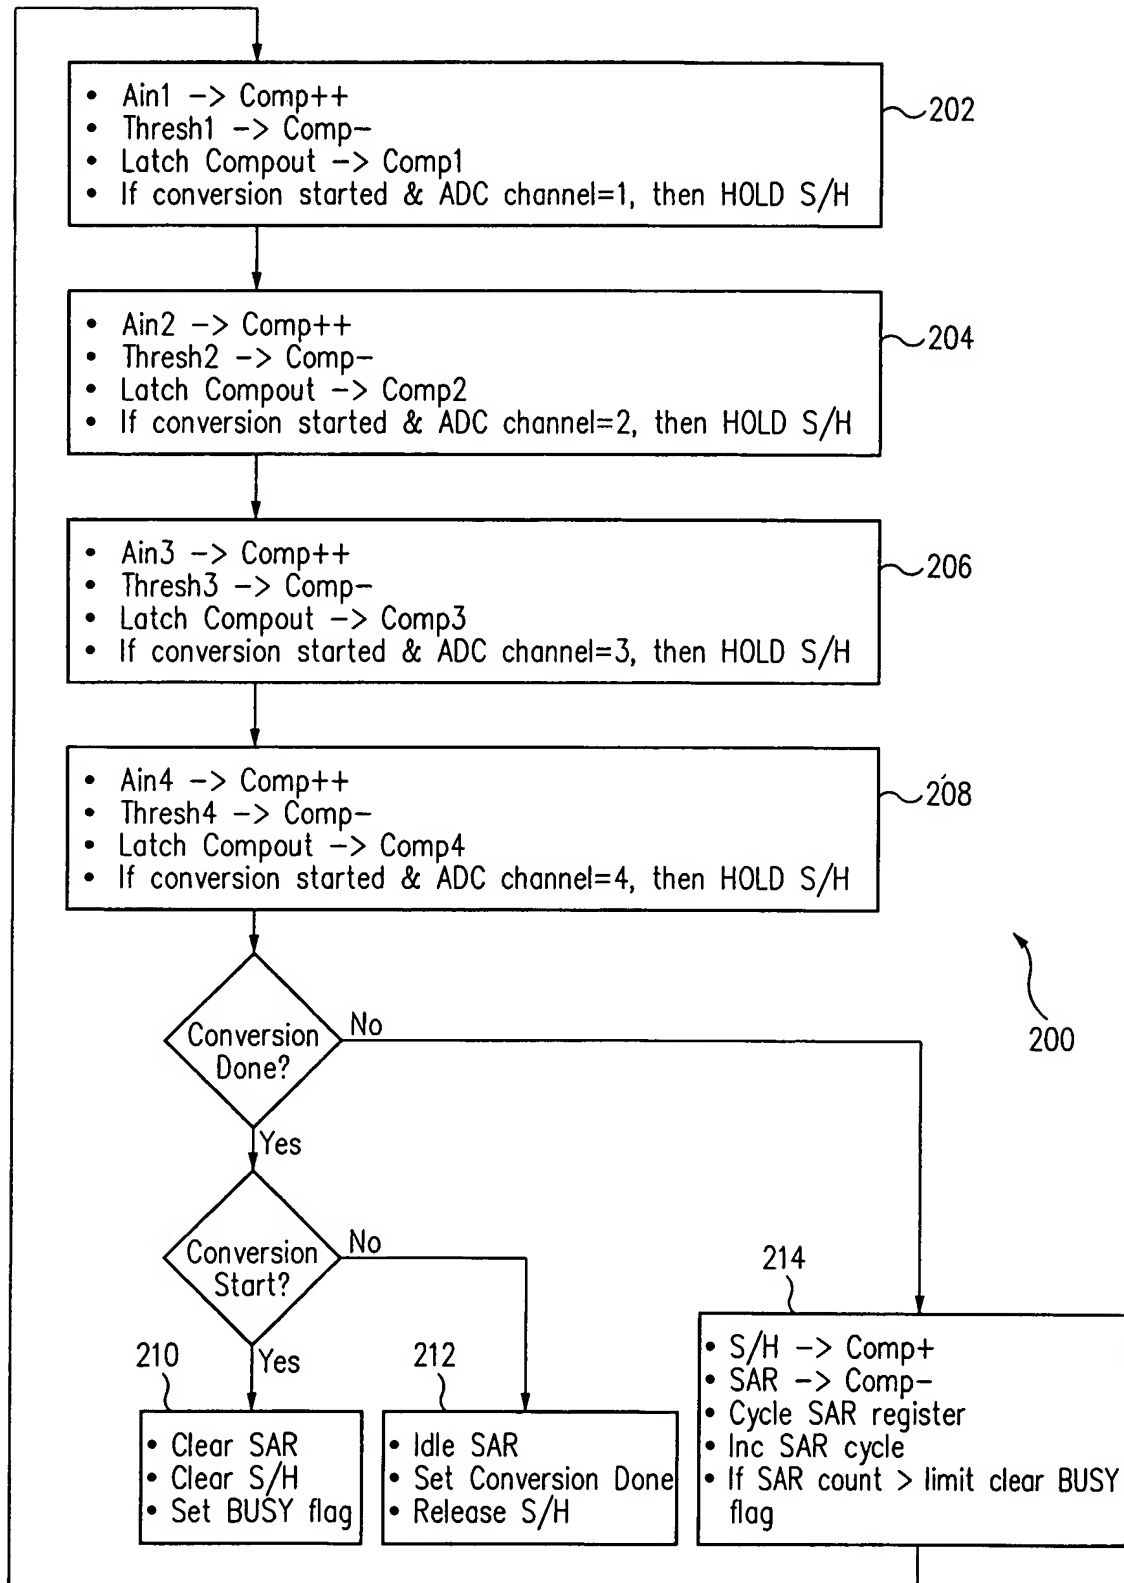 • Ain1 -> Comp++
• Thresh1 -> Comp-
• Latch Compout -> Comp1
• If conversion started & ADC channel=1, then HOLD S/H
202
• Ain2 -> Comp++
• Thresh2 -> Comp-
• Latch Compout -> Comp2
• If conversion started & ADC channel=2, then HOLD S/H
204
• Ain3 -> Comp++
• Thresh3 -> Comp-
• Latch Compout -> Comp3
• If conversion started & ADC channel=3, then HOLD S/H
206
• Ain4 -> Comp++
• Thresh4 -> Comp-
• Latch Compout -> Comp4
• If conversion started & ADC channel=4, then HOLD S/H
208
200
Conversion
Done?
No
Yes
Conversion
Start?
No
Yes
210
• Clear SAR
• Clear S/H
• Set BUSY flag
212
• Idle SAR
• Set Conversion Done
• Release S/H
214
• S/H -> Comp+
• SAR -> Comp-
• Cycle SAR register
• Inc SAR cycle
• If SAR count > limit clear BUSY
flag